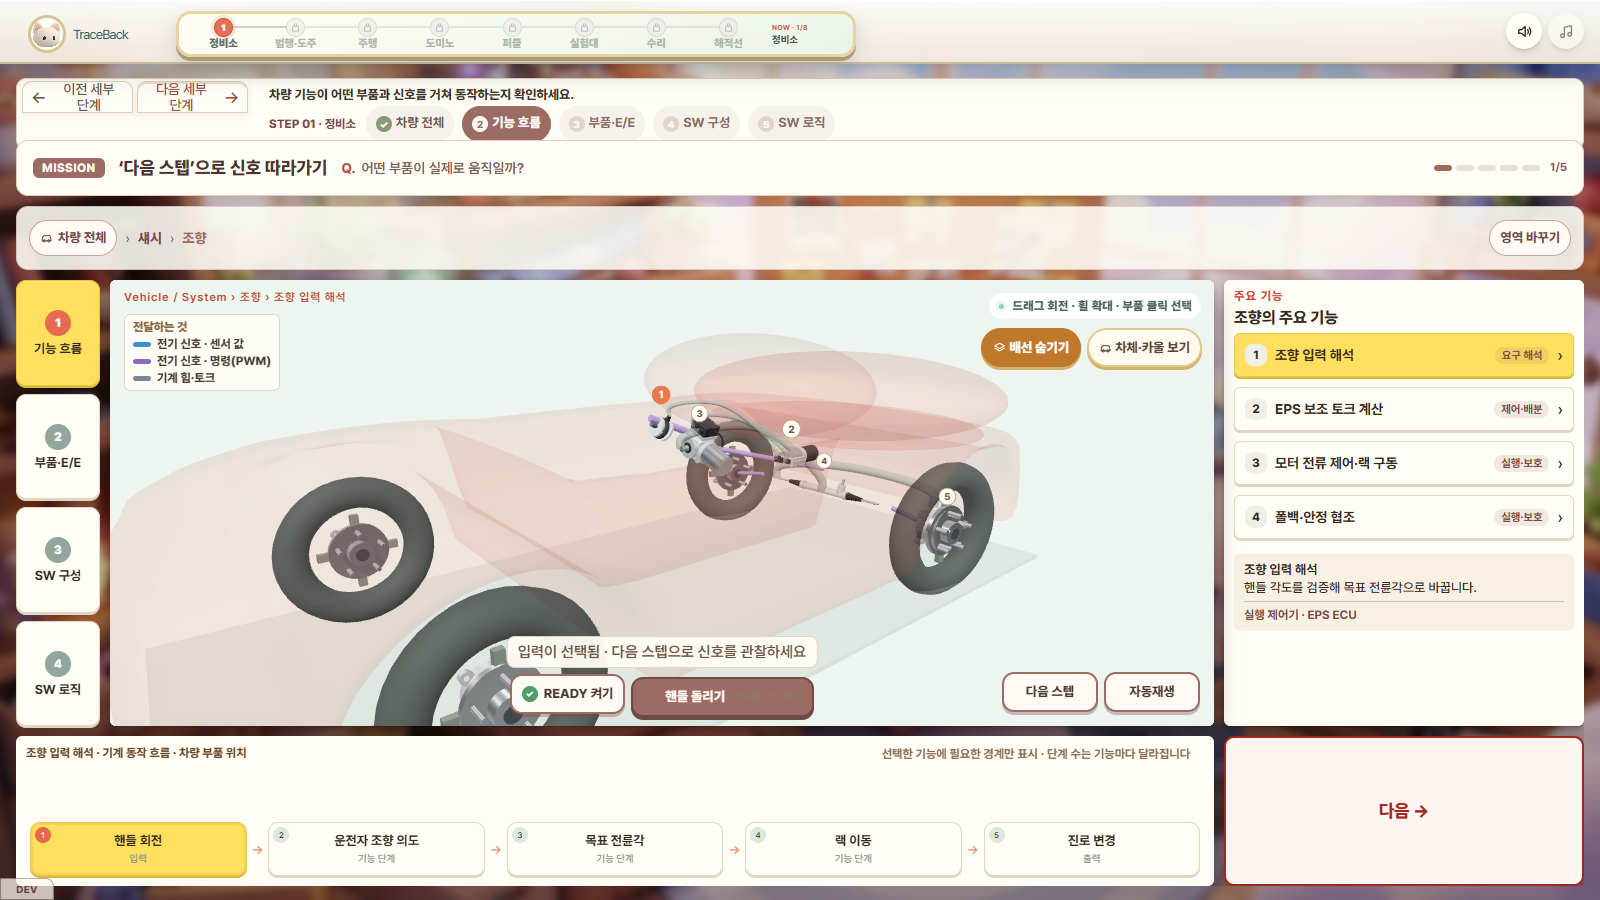 TraceBack
1
정비소
범행·도주
주행
도미노
퍼즐
실험대
수리
해적선
NOW · 1/8
정비소
← 이전 세부 단계
다음 세부 단계 →
차량 기능이 어떤 부품과 신호를 거쳐 동작하는지 확인하세요.
STEP 01 · 정비소
차량 전체
2 기능 흐름
3 부품·E/E
4 SW 구성
5 SW 로직
MISSION ‘다음 스텝’으로 신호 따라가기 Q. 어떤 부품이 실제로 움직일까?
1/5
차량 전체 › 섀시 › 조향
영역 바꾸기
1
기능 흐름
2
부품·E/E
3
SW 구성
4
SW 로직
Vehicle / System › 조향 › 조향 입력 해석
전달하는 것
전기 신호 · 센서 값
전기 신호 · 명령(PWM)
기계 힘·토크
드래그 회전 · 휠 확대 · 부품 클릭 선택
배선 숨기기
차체·카울 보기
1
3
2
4
5
입력이 선택됨 · 다음 스텝으로 신호를 관찰하세요
READY 켜기
핸들 돌리기
다음 스텝
자동재생
주요 기능
조향의 주요 기능
1 조향 입력 해석 요구 해석 ›
2 EPS 보조 토크 계산 제어·배분 ›
3 모터 전류 제어·랙 구동 실행·보호 ›
4 폴백·안정 협조 실행·보호 ›
조향 입력 해석
핸들 각도를 검증해 목표 전륜각으로 바꿉니다.
실행 제어기 · EPS ECU
조향 입력 해석 · 기계 동작 흐름 · 차량 부품 위치
선택한 기능에 필요한 경계만 표시 · 단계 수는 기능마다 달라집니다
1
핸들 회전
입력
→
2
운전자 조향 의도
기능 단계
→
3
목표 전륜각
기능 단계
→
4
랙 이동
기능 단계
→
5
진로 변경
출력
다음 →
DEV